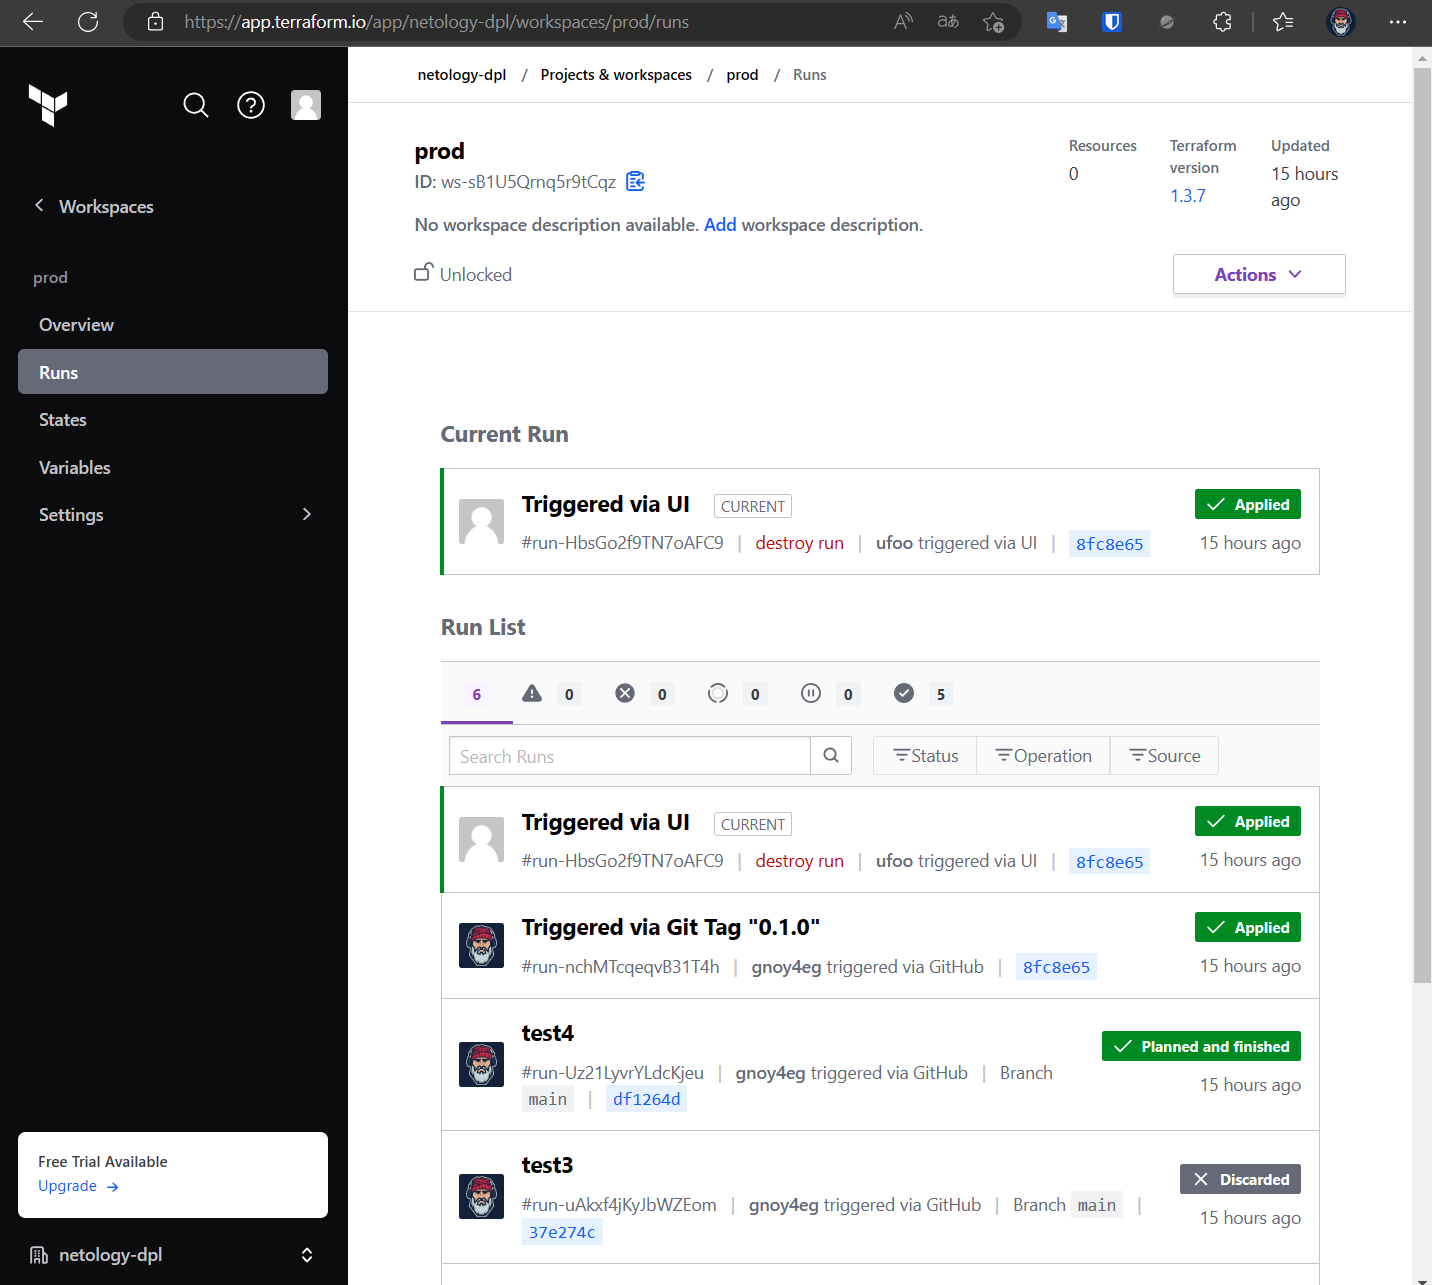 https://app.terraform.io/app/netology-dpl/workspaces/prod/runs
netology-dpl / Projects & workspaces / prod / Runs
prod
ID: ws-sB1U5Qrnq5r9tCqz
No workspace description available. Add workspace description.
Unlocked
Resources
0
Terraform version
1.3.7
Updated
15 hours ago
Actions
Workspaces
prod
Overview
Runs
States
Variables
Settings
Free Trial Available
Upgrade →
netology-dpl
Current Run
Triggered via UI CURRENT
Applied
#run-HbsGo2f9TN7oAFC9 | destroy run | ufoo triggered via UI | 8fc8e65
15 hours ago
Run List
6 0 0 0 0 5
Search Runs
Status Operation Source
Triggered via UI CURRENT
Applied
#run-HbsGo2f9TN7oAFC9 | destroy run | ufoo triggered via UI | 8fc8e65
15 hours ago
Triggered via Git Tag "0.1.0"
Applied
#run-nchMTcqeqvB31T4h | gnoy4eg triggered via GitHub | 8fc8e65
15 hours ago
test4
Planned and finished
#run-Uz21LyvrYLdcKjeu | gnoy4eg triggered via GitHub | Branch
main | df1264d
15 hours ago
test3
Discarded
#run-uAkxf4jKyJbWZEom | gnoy4eg triggered via GitHub | Branch main |
37e274c
15 hours ago